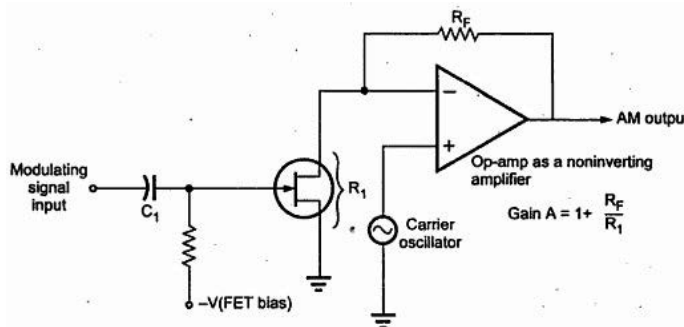 R_F
−
+
AM outpu
Op-amp as a noninverting
amplifier
Gain A = 1+ R_F/R_1
Modulating
signal
input
C_1
R_1
Carrier
oscillator
–V(FET bias)